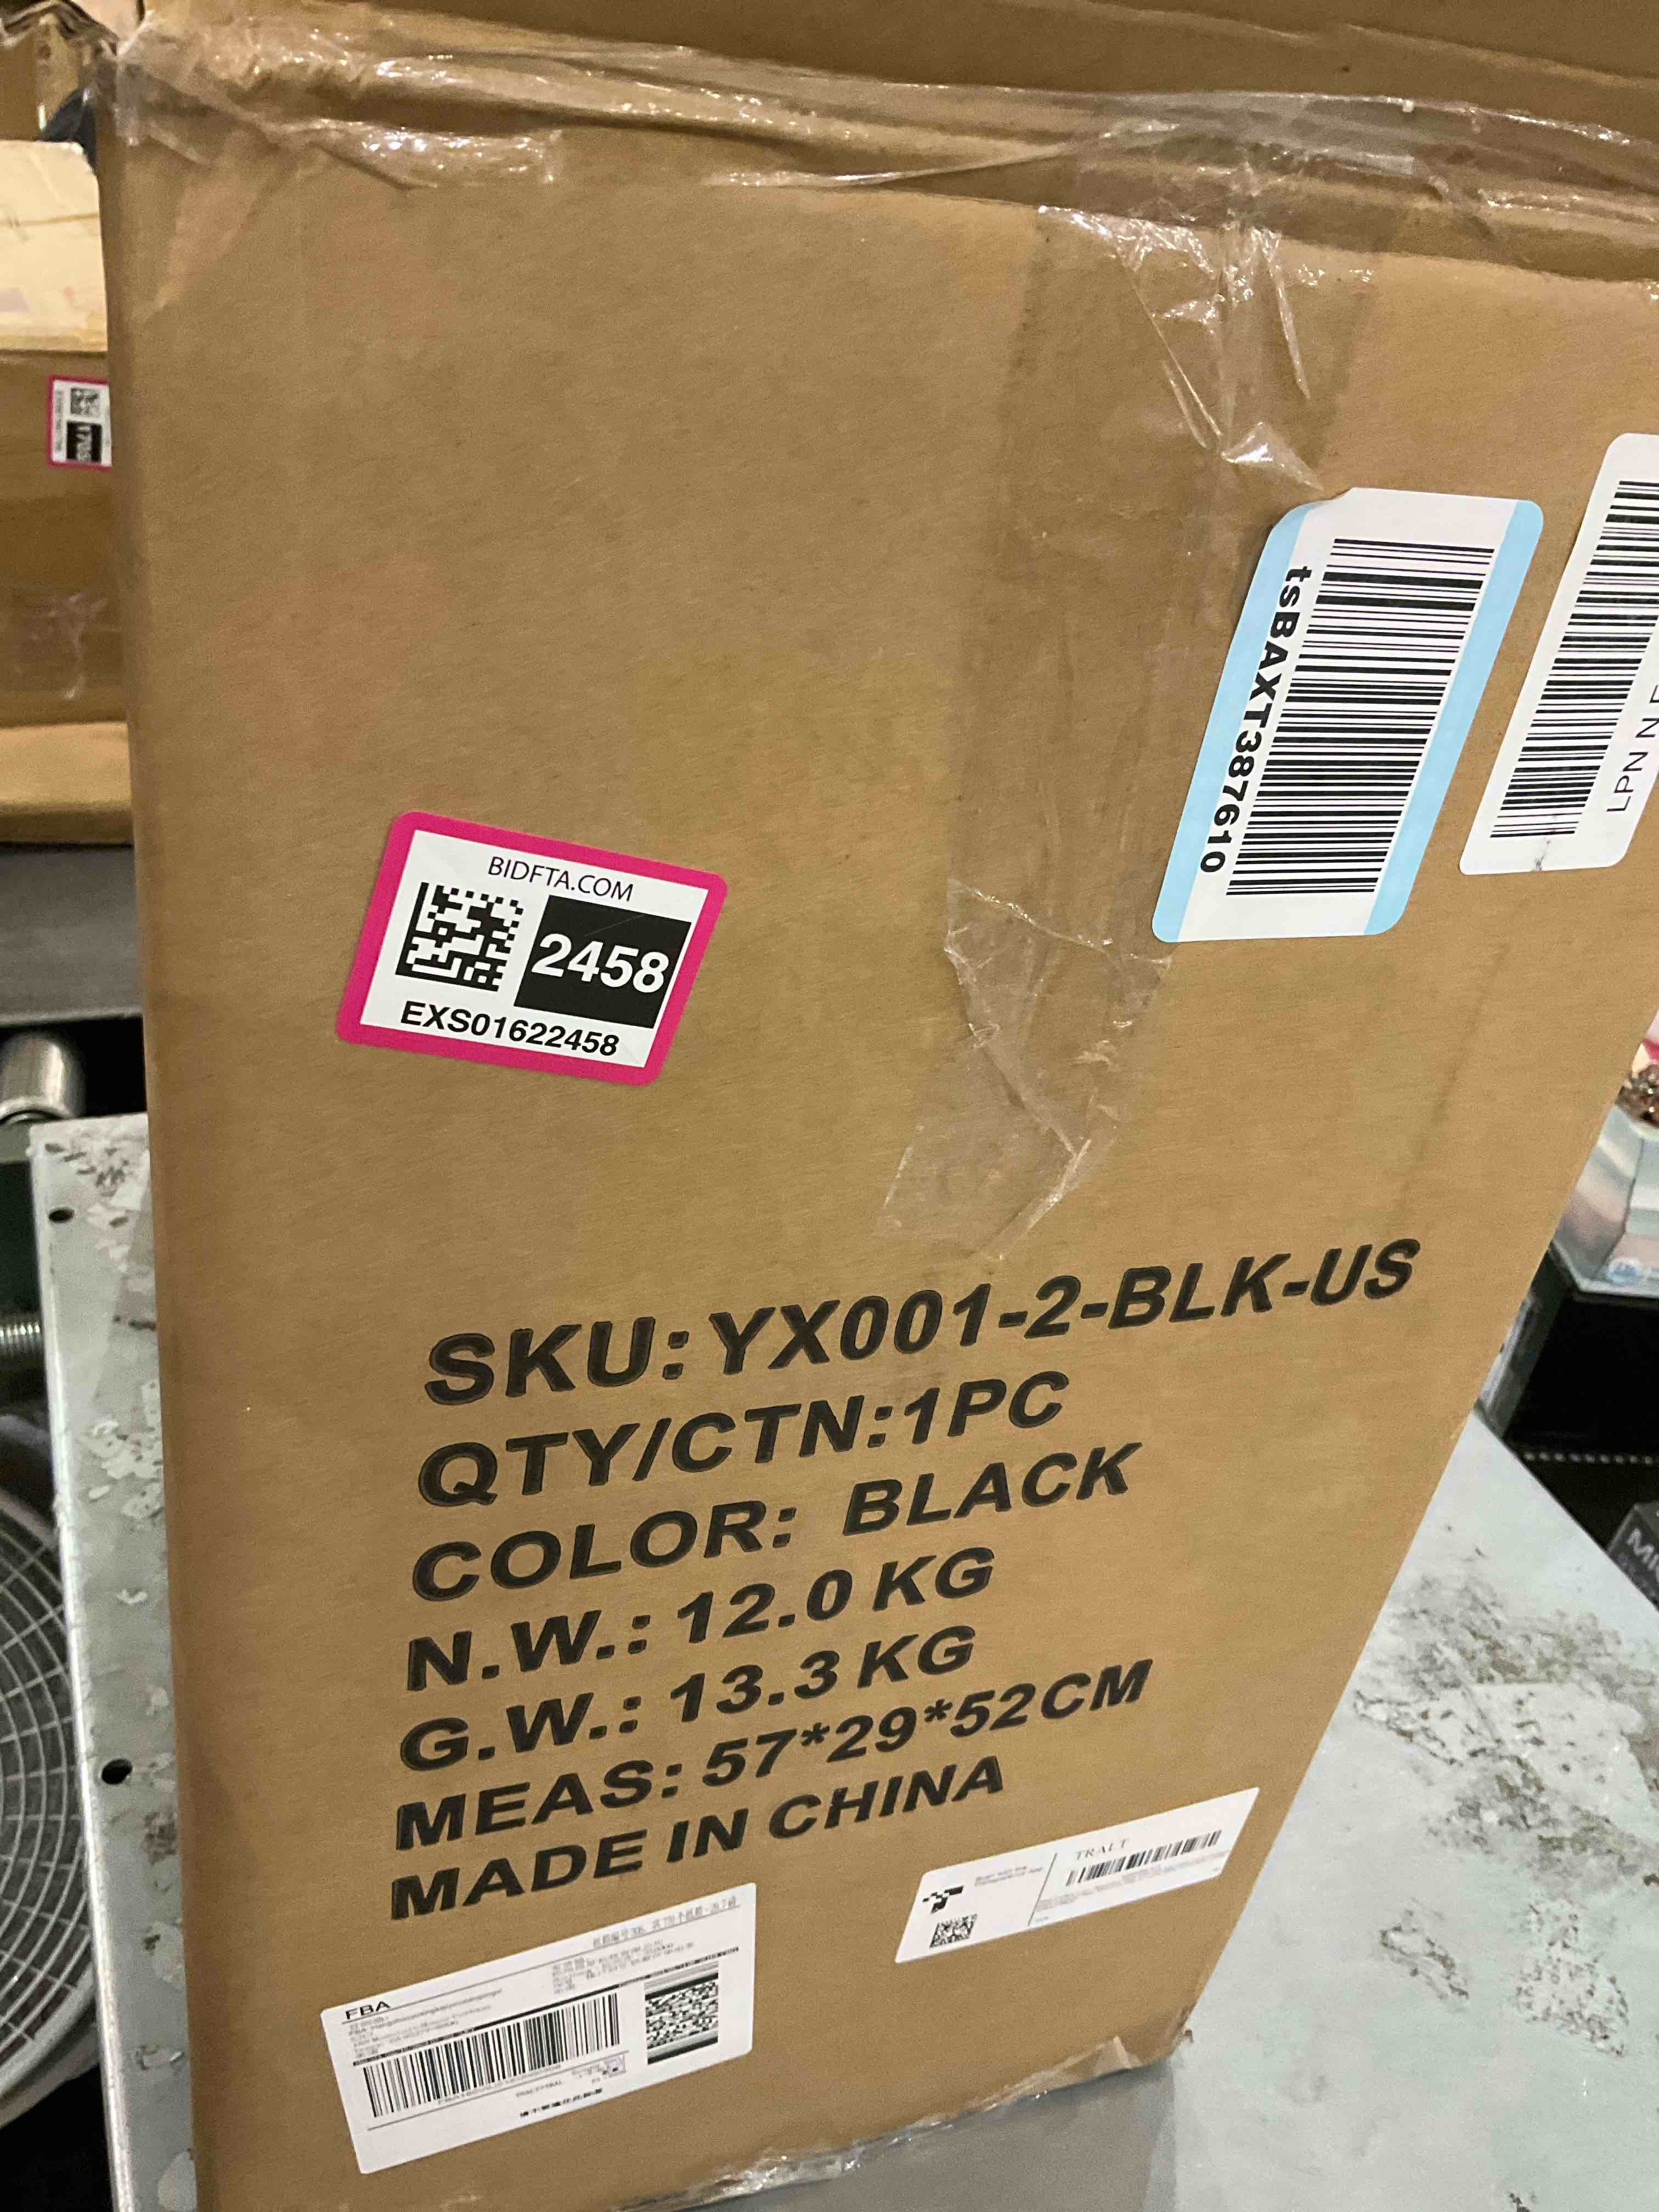 BIDFTA.COM
2458
EXS01622458
tsBAXT387610
LPN N
SKU: YX001-2-BLK-US
QTY/CTN:1PC
COLOR: BLACK
N.W.: 12.0 KG
G.W.: 13.3 KG
MEAS: 57*29*52CM
MADE IN CHINA
TRALT
FBA